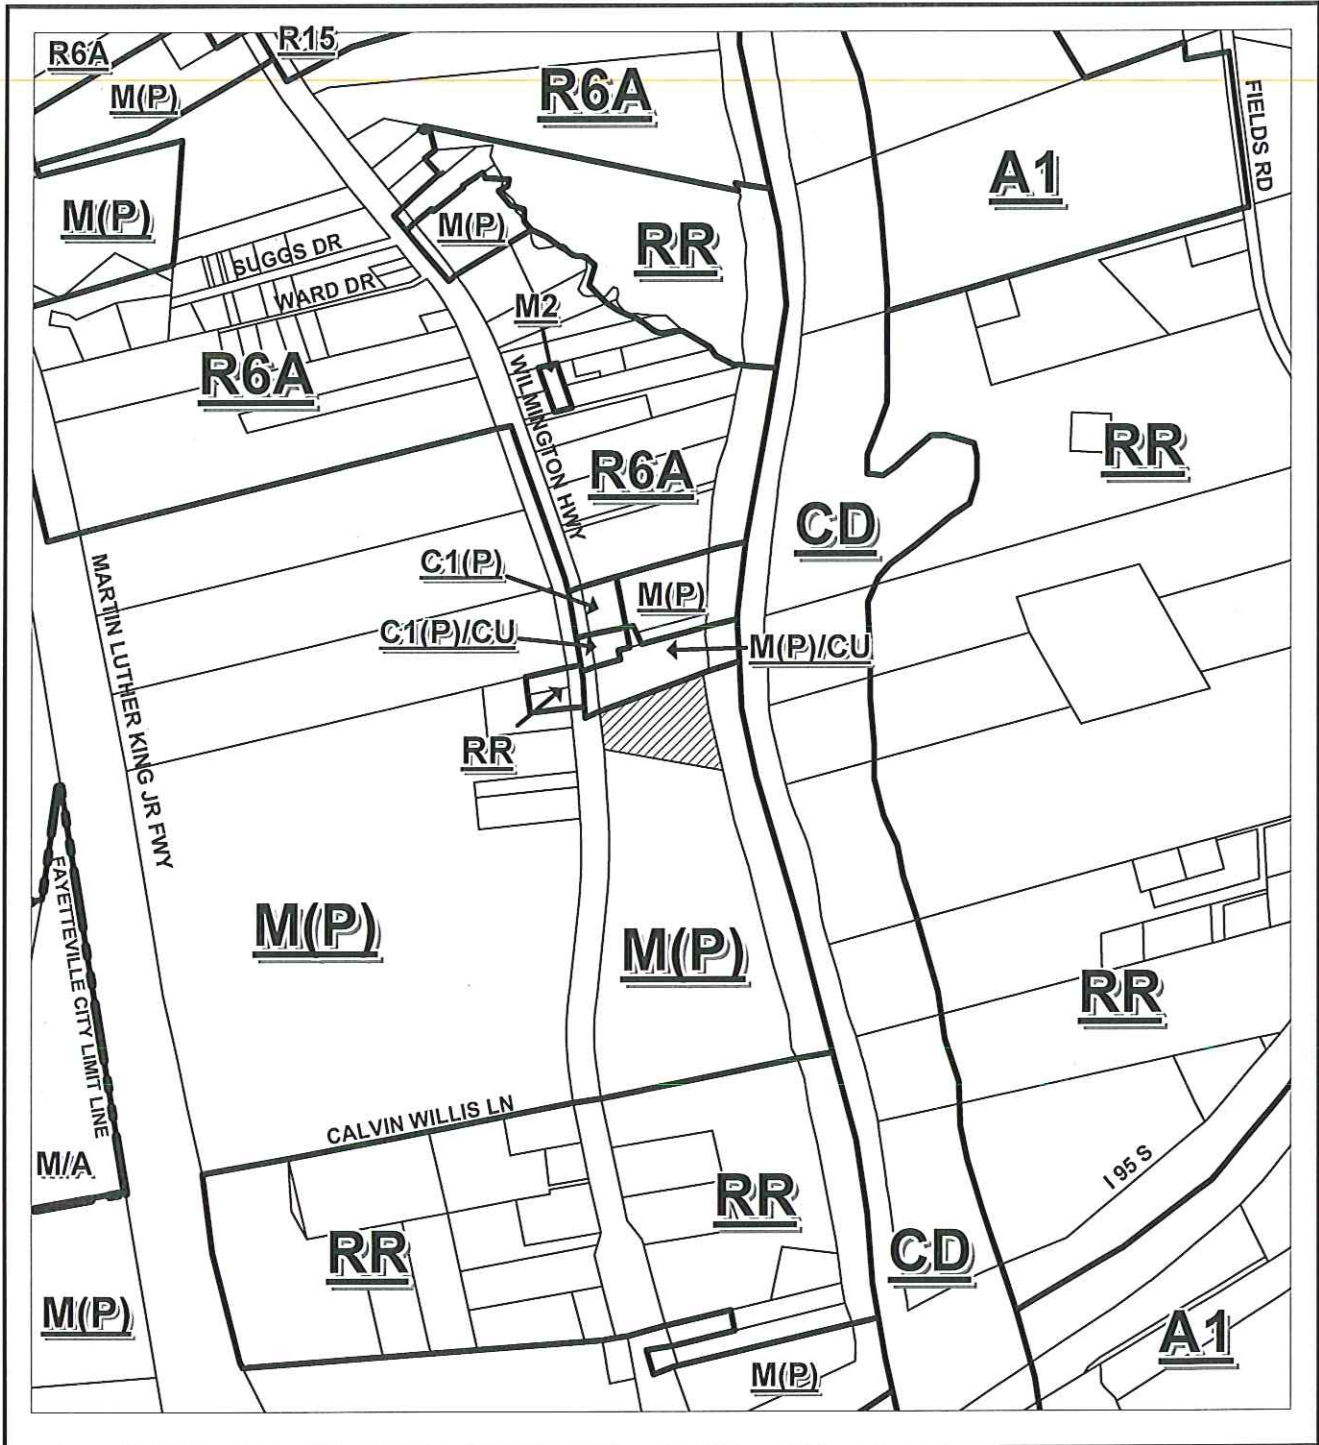 R6A
R15
M(P)
R6A
FIELDS RD
A1
M(P)
M(P)
RR
SUGGS DR
WARD DR
M2
R6A
WILMINGTON HWY
RR
R6A
CD
C1(P)
M(P)
C1(P)/CU
M(P)/CU
MARTIN LUTHER KING JR FWY
RR
FAYETTEVILLE CITY LIMIT LINE
M(P)
M(P)
RR
CALVIN WILLIS LN
M/A
I 95 S
RR
RR
CD
M(P)
A1
M(P)